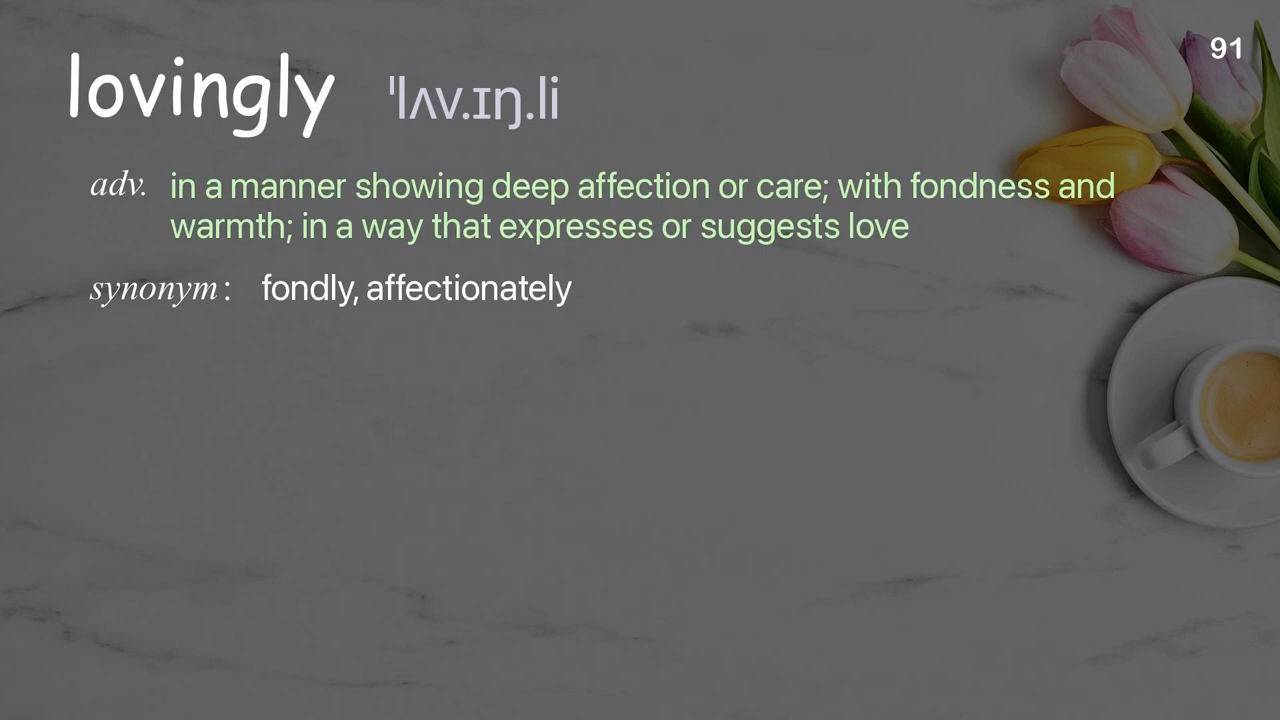 91
lovingly ˈlʌv.ɪŋ.li
adv. in a manner showing deep affection or care; with fondness and
warmth; in a way that expresses or suggests love
synonym: fondly, affectionately